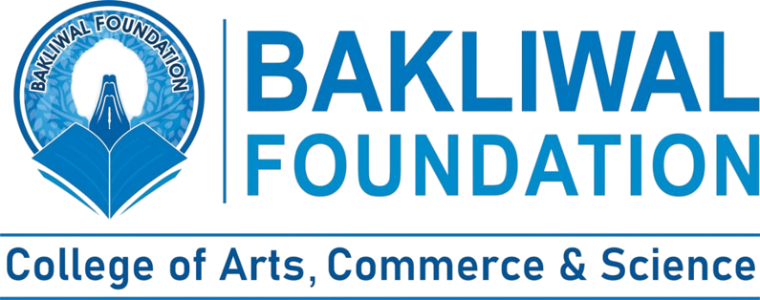 BAKLIWAL FOUNDATION
BAKLIWAL
FOUNDATION
College of Arts, Commerce & Science